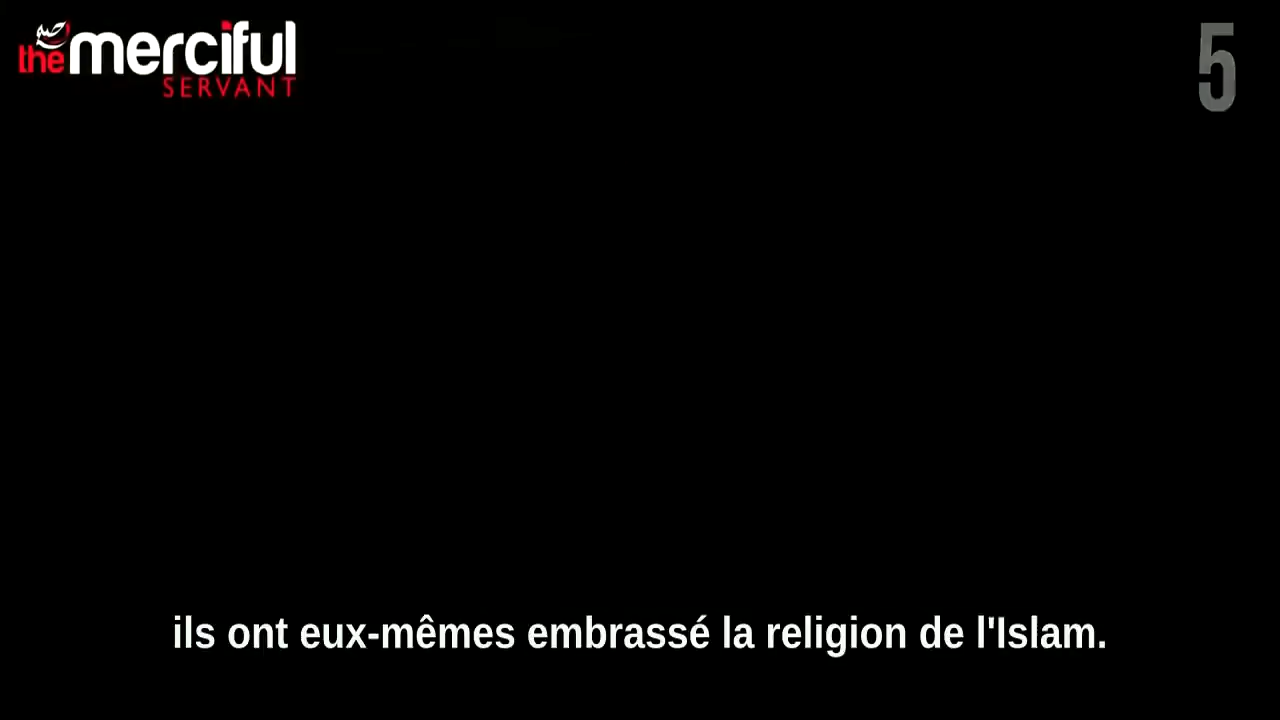 the merciful
SERVANT
5
ils ont eux-mêmes embrassé la religion de l'Islam.